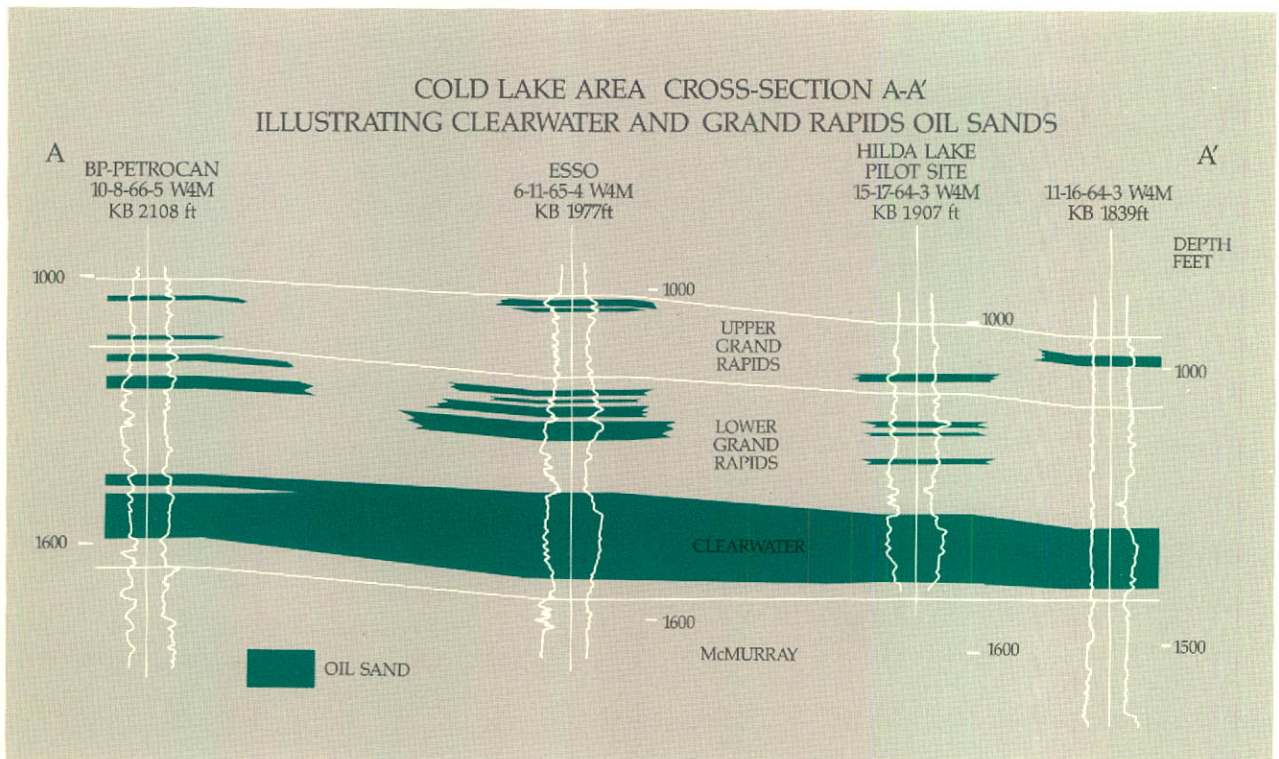 COLD LAKE AREA CROSS-SECTION A-A'
ILLUSTRATING CLEARWATER AND GRAND RAPIDS OIL SANDS
A
A'
BP-PETROCAN
10-8-66-5 W4M
KB 2108 ft
ESSO
6-11-65-4 W4M
KB 1977ft
HILDA LAKE
PILOT SITE
15-17-64-3 W4M
KB 1907 ft
11-16-64-3 W4M
KB 1839ft
DEPTH
FEET
1000
1000
1000
1000
UPPER
GRAND
RAPIDS
LOWER
GRAND
RAPIDS
1600
CLEARWATER
1600
McMURRAY
1600
1500
OIL SAND